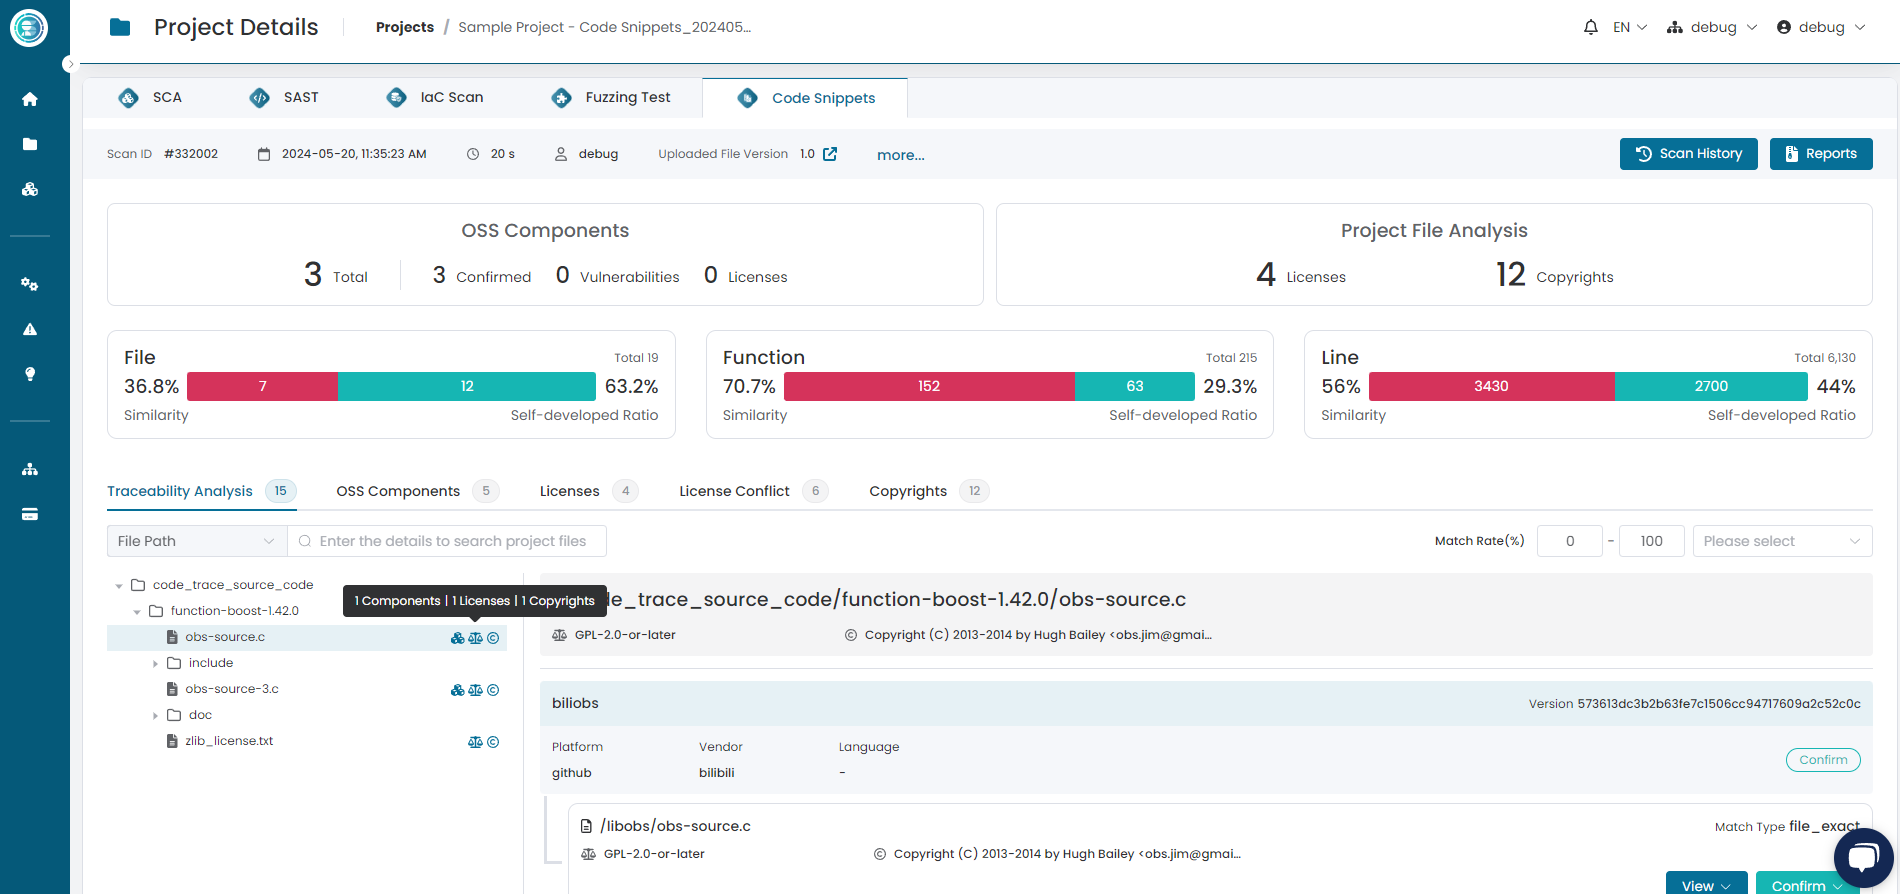 Project Details
Projects / Sample Project - Code Snippets_202405...
EN
debug
debug
SCA
SAST
IaC Scan
Fuzzing Test
Code Snippets
Scan ID #332002
2024-05-20, 11:35:23 AM
20 s
debug
Uploaded File Version 1.0
more...
Scan History
Reports
OSS Components
3 Total
3 Confirmed
0 Vulnerabilities
0 Licenses
Project File Analysis
4 Licenses
12 Copyrights
File
Total 19
36.8% 7 12 63.2%
Similarity
Self-developed Ratio
Function
Total 215
70.7% 152 63 29.3%
Similarity
Self-developed Ratio
Line
Total 6,130
56% 3430 2700 44%
Similarity
Self-developed Ratio
Traceability Analysis 15
OSS Components 5
Licenses 4
License Conflict 6
Copyrights 12
File Path
Enter the details to search project files
Match Rate(%) 0 - 100
Please select
code_trace_source_code
function-boost-1.42.0
obs-source.c
include
obs-source-3.c
doc
zlib_license.txt
1 Components | 1 Licenses | 1 Copyrights
de_trace_source_code/function-boost-1.42.0/obs-source.c
GPL-2.0-or-later
© Copyright (C) 2013-2014 by Hugh Bailey <obs.jim@gmai...
biliobs
Version 573613dc3b2b63fe7c1506cc94717609a2c52c0c
Platform
Vendor
Language
github
bilibili
-
Confirm
/libobs/obs-source.c
Match Type file_exact
GPL-2.0-or-later
© Copyright (C) 2013-2014 by Hugh Bailey <obs.jim@gmai...
View
Confirm